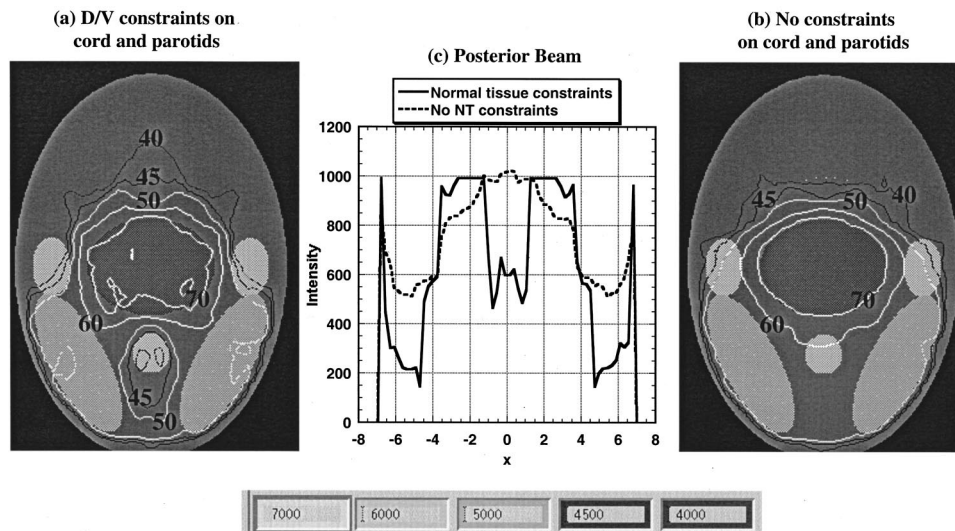 (a) D/V constraints on
cord and parotids
40
45
50
70
60
45
50
(c) Posterior Beam
Normal tissue constraints
No NT constraints
Intensity
1200
1000
800
600
400
200
0
-8 -6 -4 -2 0 2 4 6 8
x
(b) No constraints
on cord and parotids
45 50 40
70
60
7000 6000 5000 4500 4000